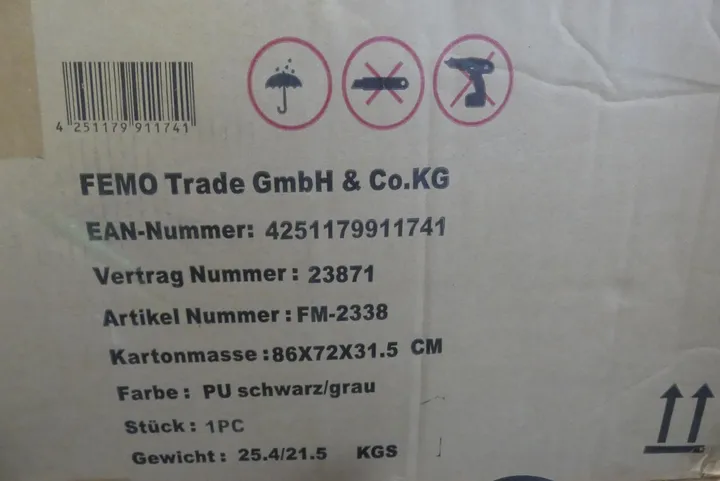 4 251179 911741
FEMO Trade GmbH & Co.KG
EAN-Nummer: 4251179911741
Vertrag Nummer: 23871
Artikel Nummer: FM-2338
Kartonmasse: 86X72X31.5 CM
Farbe: PU schwarz/grau
Stück: 1PC
Gewicht: 25.4/21.5 KGS